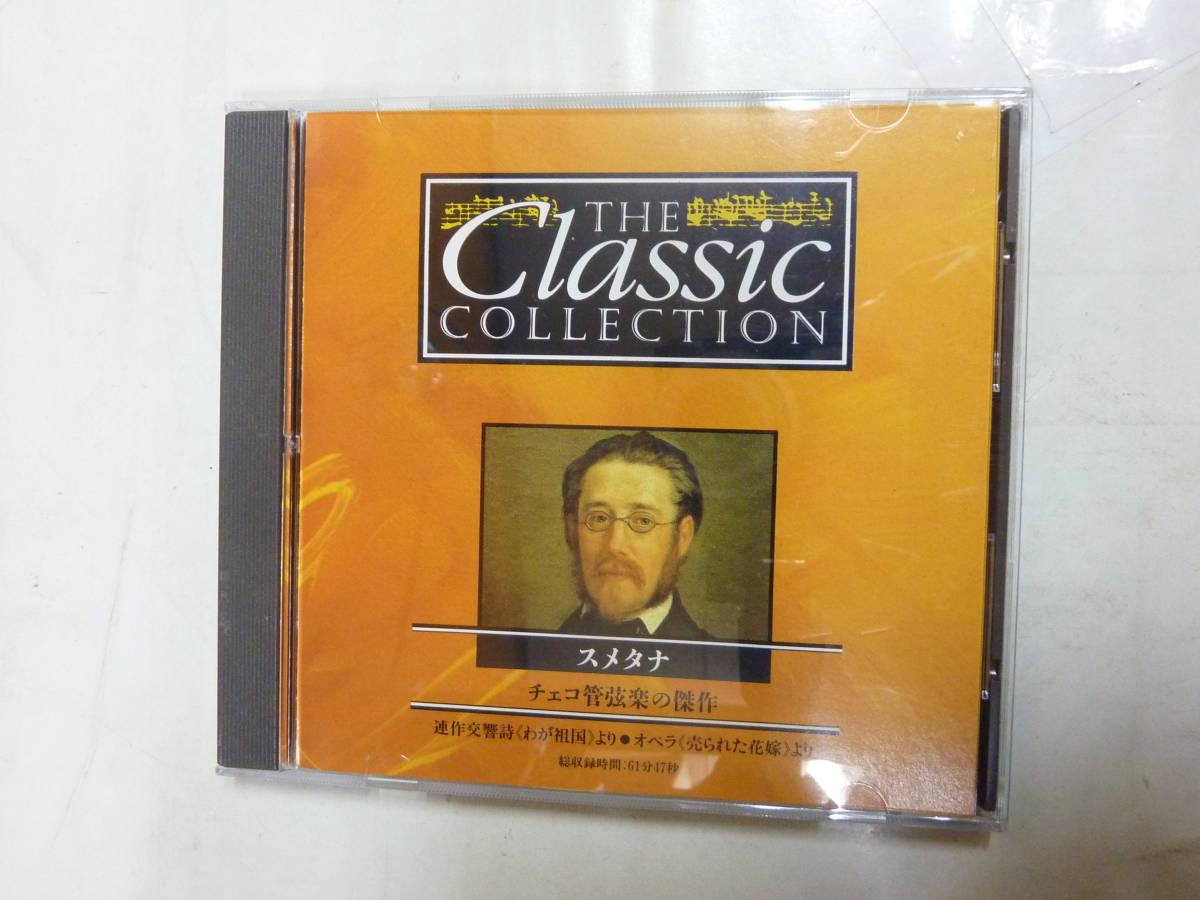 THE
Classic
COLLECTION
スメタナ
チェコ管弦楽の傑作
連作交響詩《わが祖国》より●オペラ《売られた花嫁》より
総収録時間:61分47秒